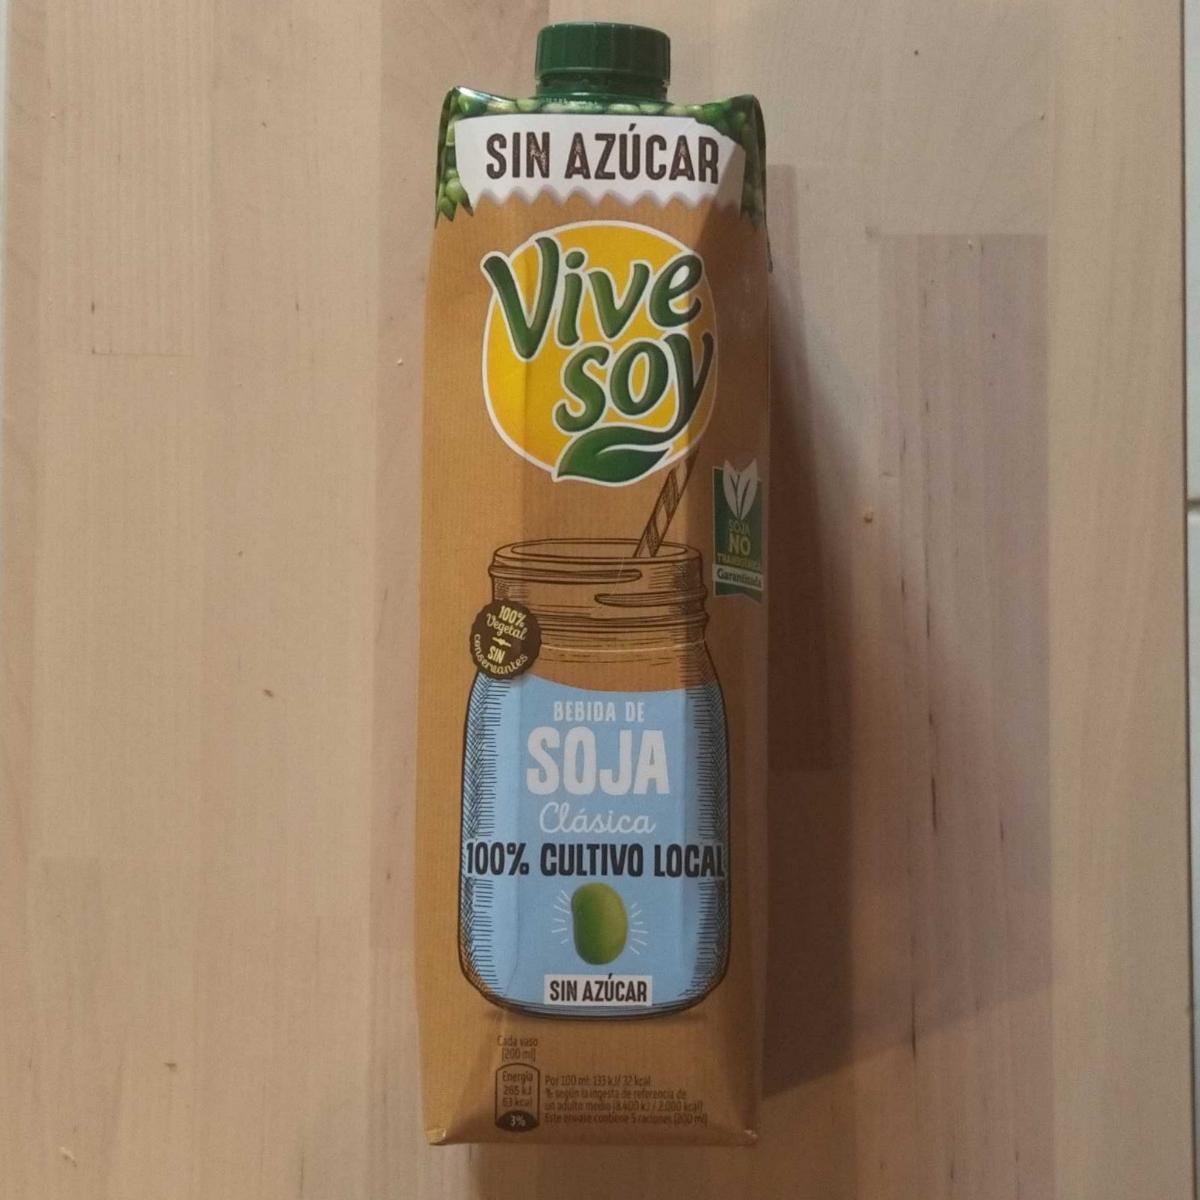 SIN AZÚCAR
Vive
soy
SOJA
NO
TRANSGÉNICA
Garantizada
100%
Vegetal
SIN
conservantes
BEBIDA DE
SOJA
Clásica
100% CULTIVO LOCAL
SIN AZÚCAR
Cada vaso
(200 ml)
Energía
265 kJ
63 kcal
3%
Por 100 ml: 133 kJ/ 32 kcal
% según la ingesta de referencia de
un adulto medio (8.400 kJ / 2.000 kcal)
Este envase contiene 5 raciones (200 ml)